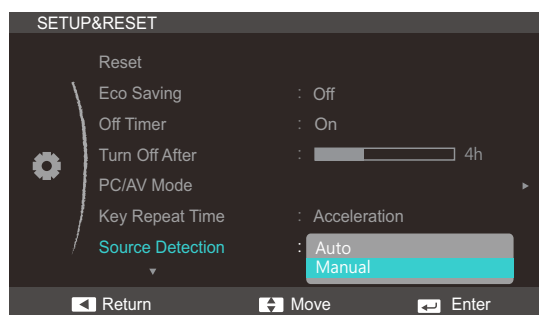 SETUP&RESET
Reset
Eco Saving : Off
Off Timer : On
Turn Off After : 4h
PC/AV Mode
Key Repeat Time : Acceleration
Source Detection : Auto
Manual
Return Move Enter